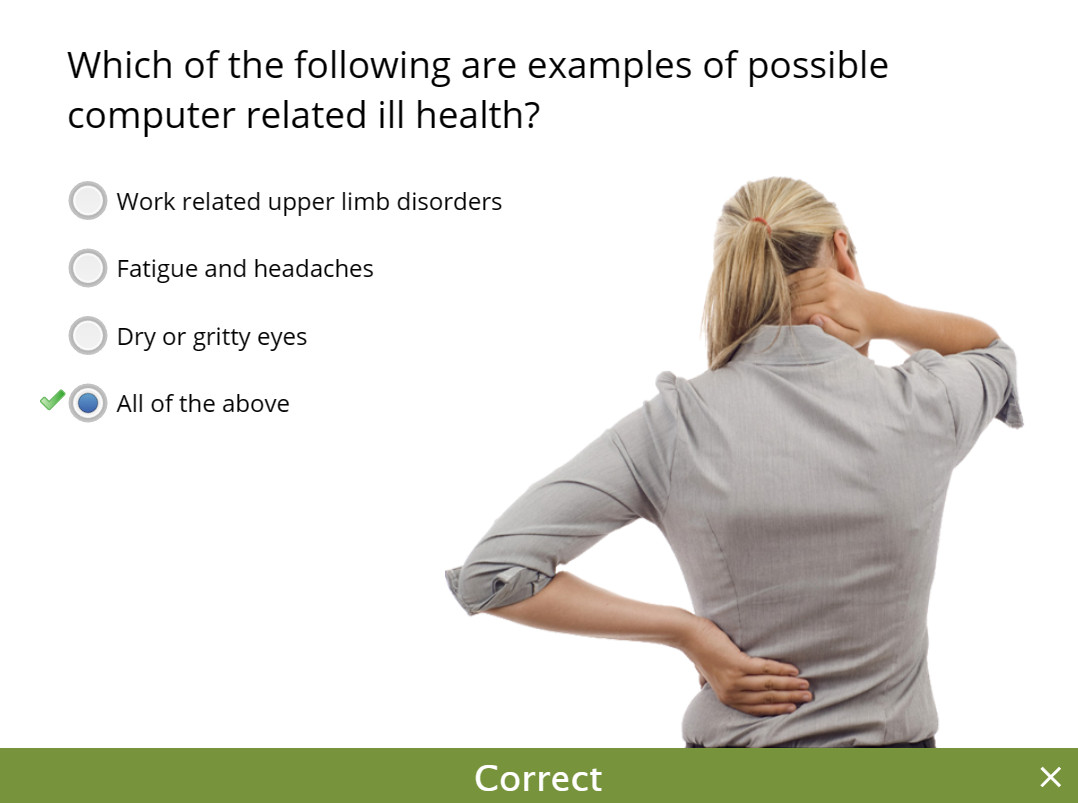 Which of the following are examples of possible
computer related ill health?
Work related upper limb disorders
Fatigue and headaches
Dry or gritty eyes
All of the above
Correct